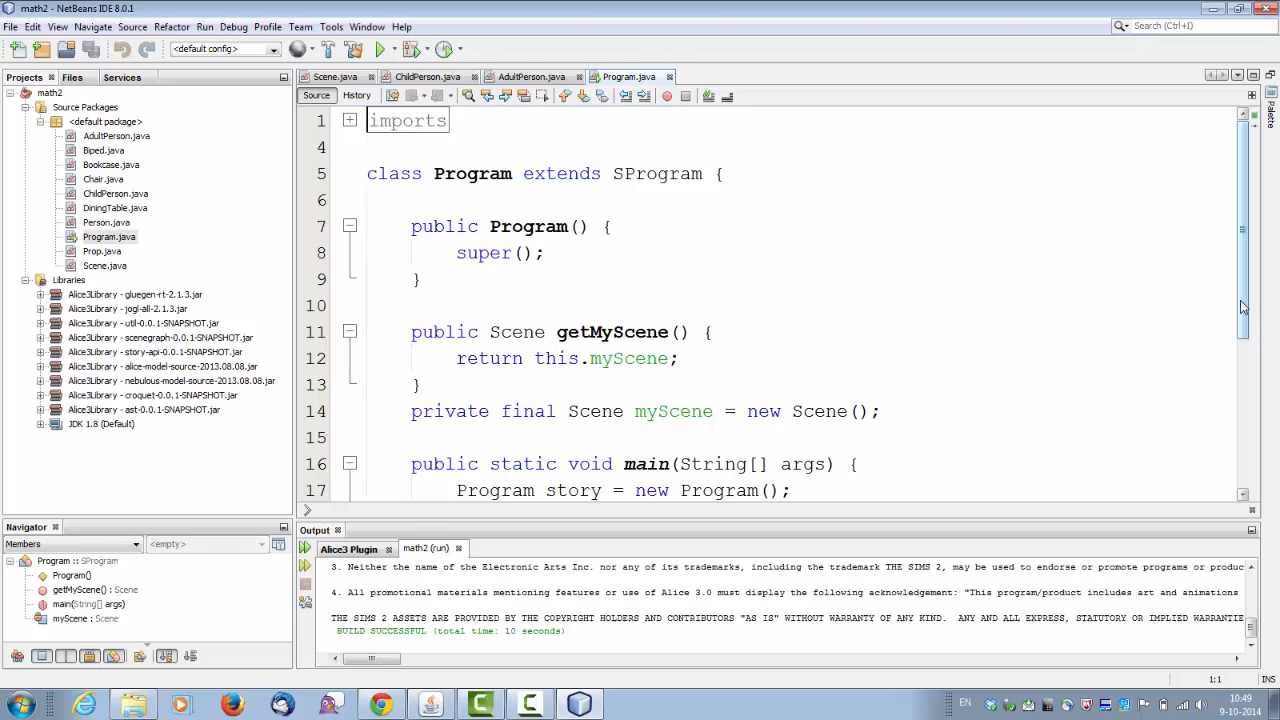 math2 - NetBeans IDE 8.0.1
File Edit View Navigate Source Refactor Run Debug Profile Team Tools Window Help
Search (Ctrl+I)
<default config>
Projects Files Services
Scene.java ChildPerson.java AdultPerson.java Program.java
Source History
math2
Source Packages
<default package>
AdultPerson.java
Biped.java
Bookcase.java
Chair.java
ChildPerson.java
DiningTable.java
Person.java
Program.java
Prop.java
Scene.java
Libraries
Alice3Library - gluegen-rt-2.1.3.jar
Alice3Library - jogl-all-2.1.3.jar
Alice3Library - util-0.0.1-SNAPSHOT.jar
Alice3Library - scenegraph-0.0.1-SNAPSHOT.jar
Alice3Library - story-api-0.0.1-SNAPSHOT.jar
Alice3Library - alice-model-source-2013.08.08.jar
Alice3Library - nebulous-model-source-2013.08.08.jar
Alice3Library - croquet-0.0.1-SNAPSHOT.jar
Alice3Library - ast-0.0.1-SNAPSHOT.jar
JDK 1.8 (Default)
1 imports
4
5 class Program extends SProgram {
6
7 public Program() {
8 super();
9 }
10
11 public Scene getMyScene() {
12 return this.myScene;
13 }
14 private final Scene myScene = new Scene();
15
16 public static void main(String[] args) {
17 Program story = new Program();
Palette
Navigator
Members <empty>
Program :: SProgram
Program()
getMyScene() : Scene
main(String[] args)
myScene : Scene
Output
Alice3 Plugin math2 (run)
3. Neither the name of the Electronic Arts Inc. nor any of its trademarks, including the trademark THE SIMS 2, may be used to endorse or promote programs or produc
4. All promotional materials mentioning features or use of Alice 3.0 must display the following acknowledgement: "This program/product includes art and animations
THE SIMS 2 ASSETS ARE PROVIDED BY THE COPYRIGHT HOLDERS AND CONTRIBUTORS "AS IS" WITHOUT WARRANTY OF ANY KIND. ANY AND ALL EXPRESS, STATUTORY OR IMPLIED WARRANTIE
BUILD SUCCESSFUL (total time: 10 seconds)
1:1 INS
EN
10:49
9-10-2014